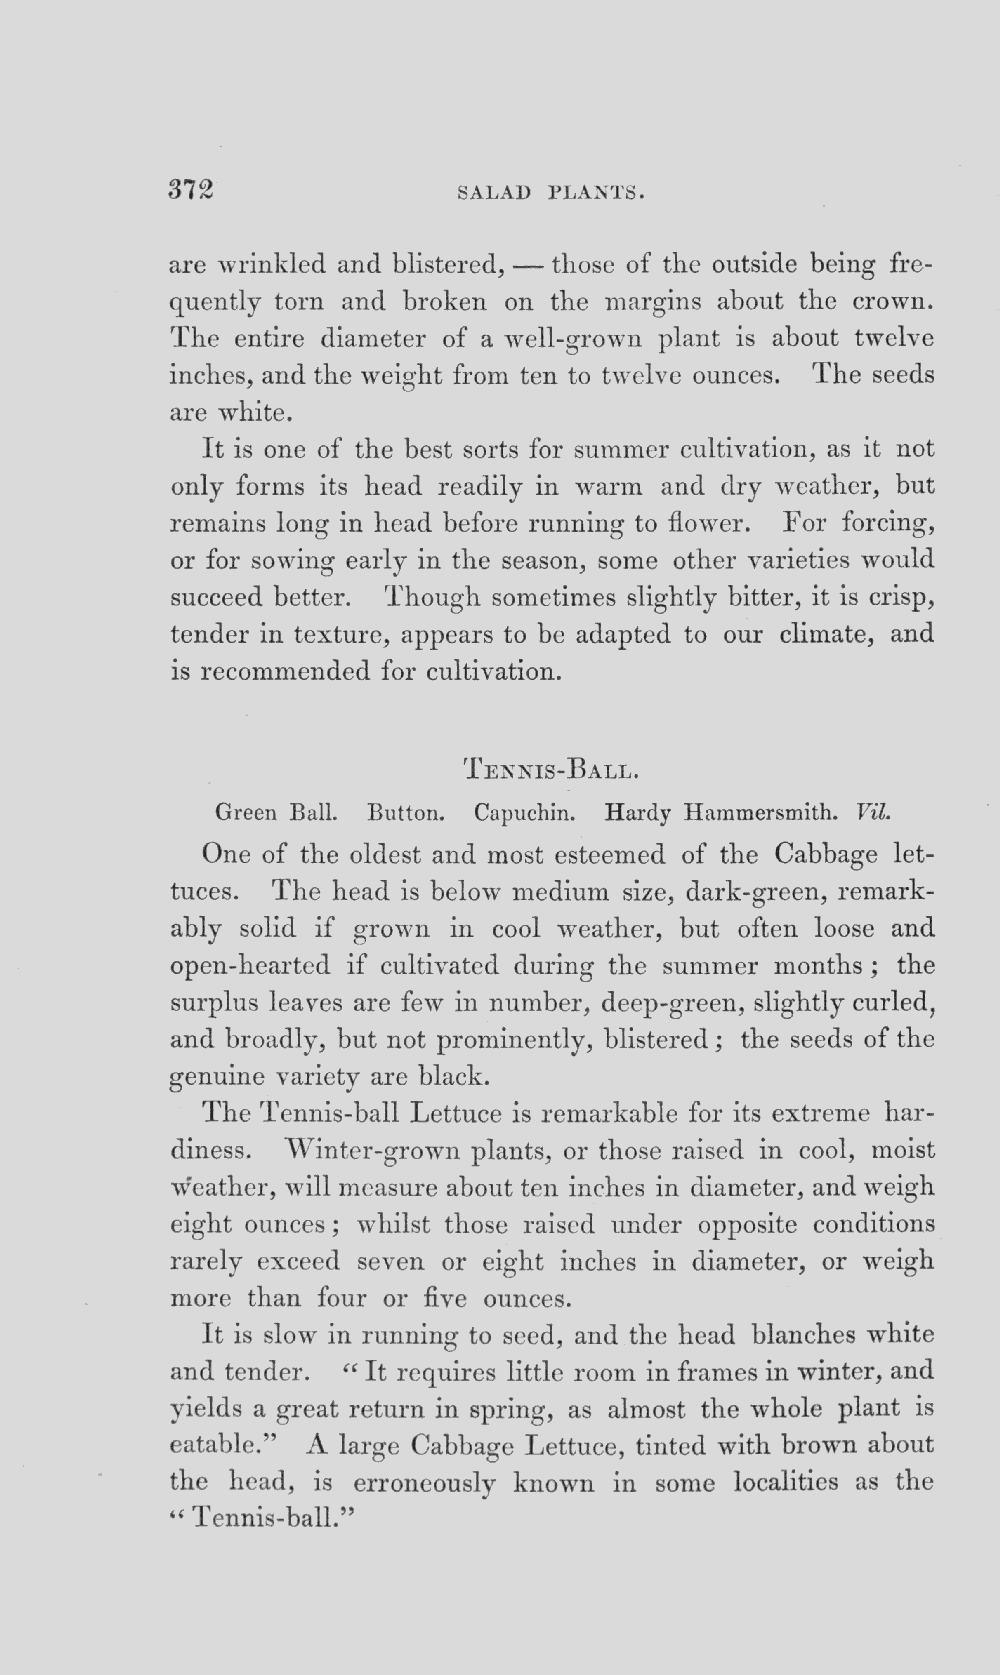 372 SALAD PLANTS.
are wrinkled and blistered, — those of the outside being fre-
quently torn and broken on the margins about the crown.
The entire diameter of a well-grown plant is about twelve
inches, and the weight from ten to twelve ounces. The seeds
are white.
It is one of the best sorts for summer cultivation, as it not
only forms its head readily in warm and dry weather, but
remains long in head before running to flower. For forcing,
or for sowing early in the season, some other varieties would
succeed better. Though sometimes slightly bitter, it is crisp,
tender in texture, appears to be adapted to our climate, and
is recommended for cultivation.
TENNIS-BALL.
Green Ball. Button. Capuchin. Hardy Hammersmith. Vil.
One of the oldest and most esteemed of the Cabbage let-
tuces. The head is below medium size, dark-green, remark-
ably solid if grown in cool weather, but often loose and
open-hearted if cultivated during the summer months; the
surplus leaves are few in number, deep-green, slightly curled,
and broadly, but not prominently, blistered; the seeds of the
genuine variety are black.
The Tennis-ball Lettuce is remarkable for its extreme har-
diness. Winter-grown plants, or those raised in cool, moist
weather, will measure about ten inches in diameter, and weigh
eight ounces; whilst those raised under opposite conditions
rarely exceed seven or eight inches in diameter, or weigh
more than four or five ounces.
It is slow in running to seed, and the head blanches white
and tender. “It requires little room in frames in winter, and
yields a great return in spring, as almost the whole plant is
eatable.” A large Cabbage Lettuce, tinted with brown about
the head, is erroneously known in some localities as the
“Tennis-ball.”